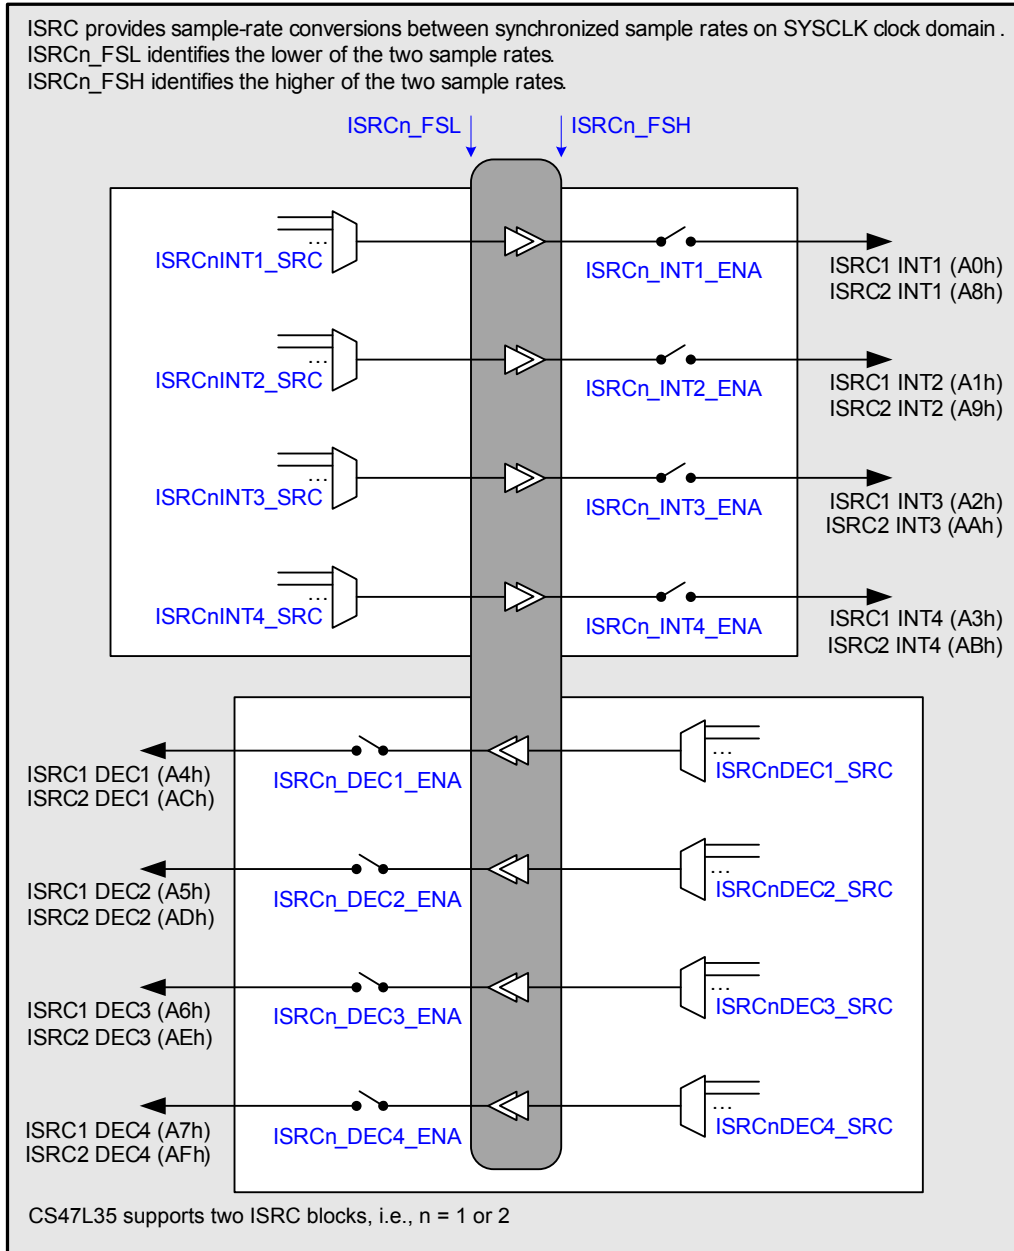 ISRC provides sample-rate conversions between synchronized sample rates on SYSCLK clock domain .
ISRCn_FSL identifies the lower of the two sample rates.
ISRCn_FSH identifies the higher of the two sample rates.
ISRCn_FSL
ISRCn_FSH
...
ISRCnINT1_SRC
ISRCn_INT1_ENA
ISRC1 INT1 (A0h)
ISRC2 INT1 (A8h)
...
ISRCnINT2_SRC
ISRCn_INT2_ENA
ISRC1 INT2 (A1h)
ISRC2 INT2 (A9h)
...
ISRCnINT3_SRC
ISRCn_INT3_ENA
ISRC1 INT3 (A2h)
ISRC2 INT3 (AAh)
...
ISRCnINT4_SRC
ISRCn_INT4_ENA
ISRC1 INT4 (A3h)
ISRC2 INT4 (ABh)
ISRC1 DEC1 (A4h)
ISRC2 DEC1 (ACh)
ISRCn_DEC1_ENA
...
ISRCnDEC1_SRC
ISRC1 DEC2 (A5h)
ISRC2 DEC2 (ADh)
ISRCn_DEC2_ENA
...
ISRCnDEC2_SRC
ISRC1 DEC3 (A6h)
ISRC2 DEC3 (AEh)
ISRCn_DEC3_ENA
...
ISRCnDEC3_SRC
ISRC1 DEC4 (A7h)
ISRC2 DEC4 (AFh)
ISRCn_DEC4_ENA
...
ISRCnDEC4_SRC
CS47L35 supports two ISRC blocks, i.e., n = 1 or 2